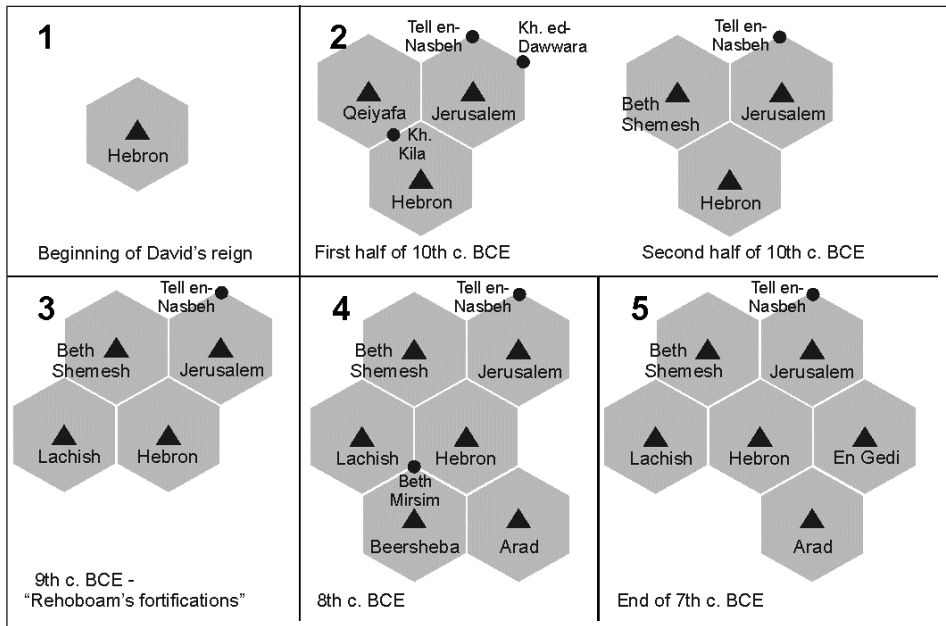 1
Hebron
Beginning of David's reign
2
Tell en-
Nasbeh
Kh. ed-
Dawwara
Qeiyafa
Jerusalem
Kh.
Kila
Hebron
First half of 10th c. BCE
Tell en-
Nasbeh
Beth
Shemesh
Jerusalem
Hebron
Second half of 10th c. BCE
3
Tell en-
Nasbeh
Beth
Shemesh
Jerusalem
Lachish
Hebron
9th c. BCE -
“Rehoboam's fortifications”
4
Tell en-
Nasbeh
Beth
Shemesh
Jerusalem
Lachish
Hebron
Beth
Mirsim
Beersheba
Arad
8th c. BCE
5
Tell en-
Nasbeh
Beth
Shemesh
Jerusalem
Lachish
Hebron
En Gedi
Arad
End of 7th c. BCE